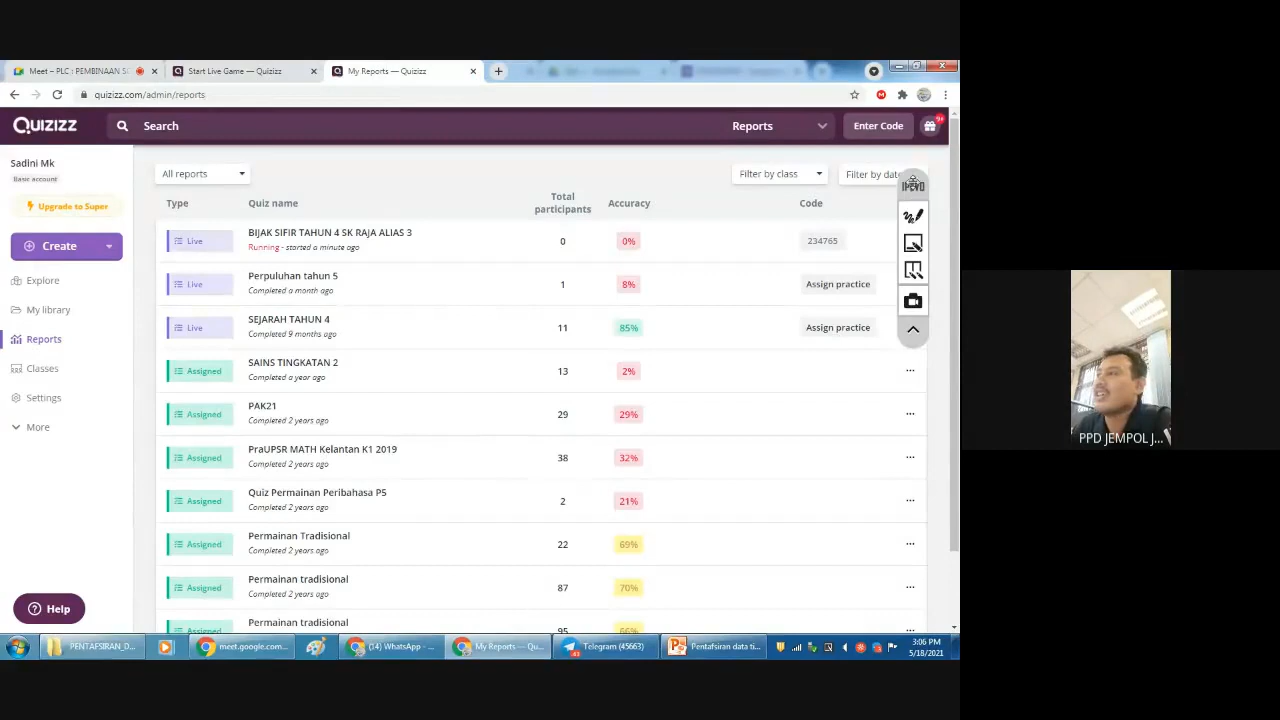 Meet – PLC : PEMBINAAN S
Start Live Game — Quizizz
My Reports — Quizizz
quizizz.com/admin/reports
Quizizz
Search
Reports
Enter Code
9+
Sadini Mk
Basic account
Upgrade to Super
Create
Explore
My library
Reports
Classes
Settings
More
Help
All reports
Filter by class
Filter by date
IPEVO
Type
Quiz name
Total participants
Accuracy
Code
Live
BIJAK SIFIR TAHUN 4 SK RAJA ALIAS 3
Running - started a minute ago
0
0%
234765
Live
Perpuluhan tahun 5
Completed a month ago
1
8%
Assign practice
Live
SEJARAH TAHUN 4
Completed 9 months ago
11
85%
Assign practice
Assigned
SAINS TINGKATAN 2
Completed a year ago
13
2%
Assigned
PAK21
Completed 2 years ago
29
29%
Assigned
PraUPSR MATH Kelantan K1 2019
Completed 2 years ago
38
32%
Assigned
Quiz Permainan Peribahasa P5
Completed 2 years ago
2
21%
Assigned
Permainan Tradisional
Completed 2 years ago
22
69%
Assigned
Permainan tradisional
Completed 2 years ago
87
70%
Assigned
Permainan tradisional
95
66%
PENTAFSIRAN_D...
meet.google.com...
(14) WhatsApp - ...
My Reports — Qu...
Telegram (45663)
Pentafsiran data ti...
3:06 PM
5/18/2021
PPD JEMPOL J...